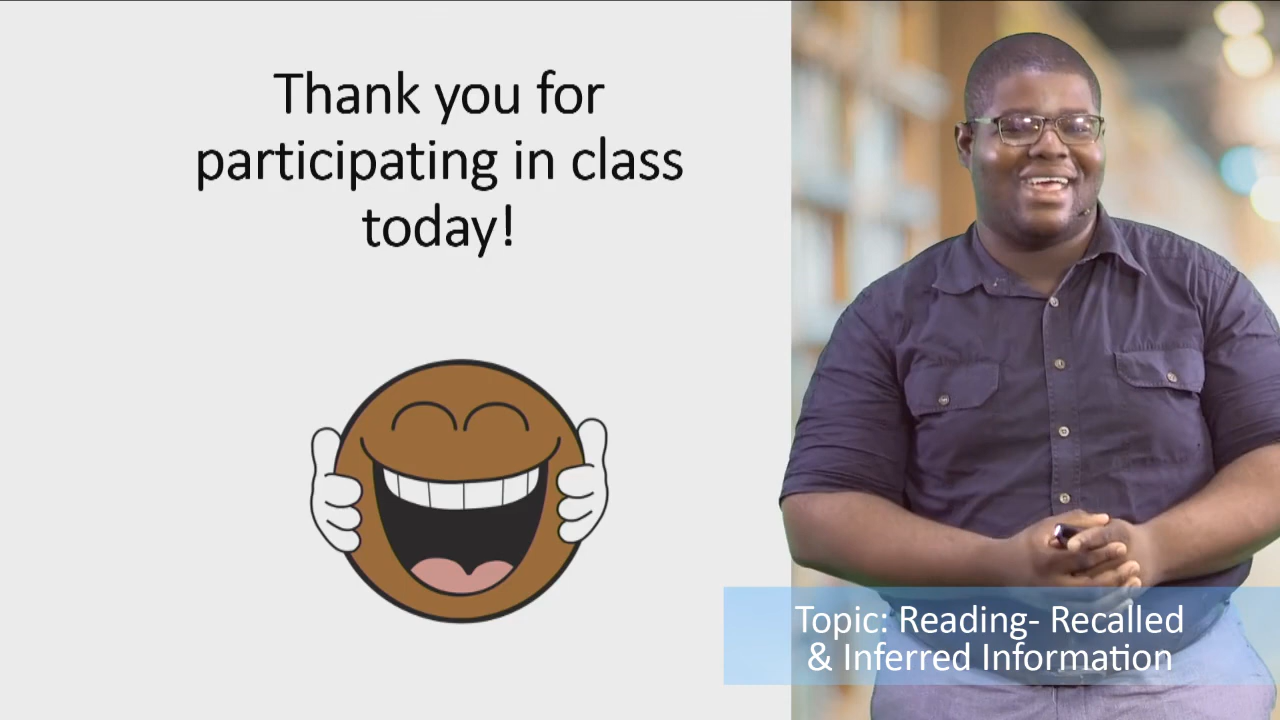 Thank you for
participating in class
today!
Topic: Reading- Recalled
& Inferred Information